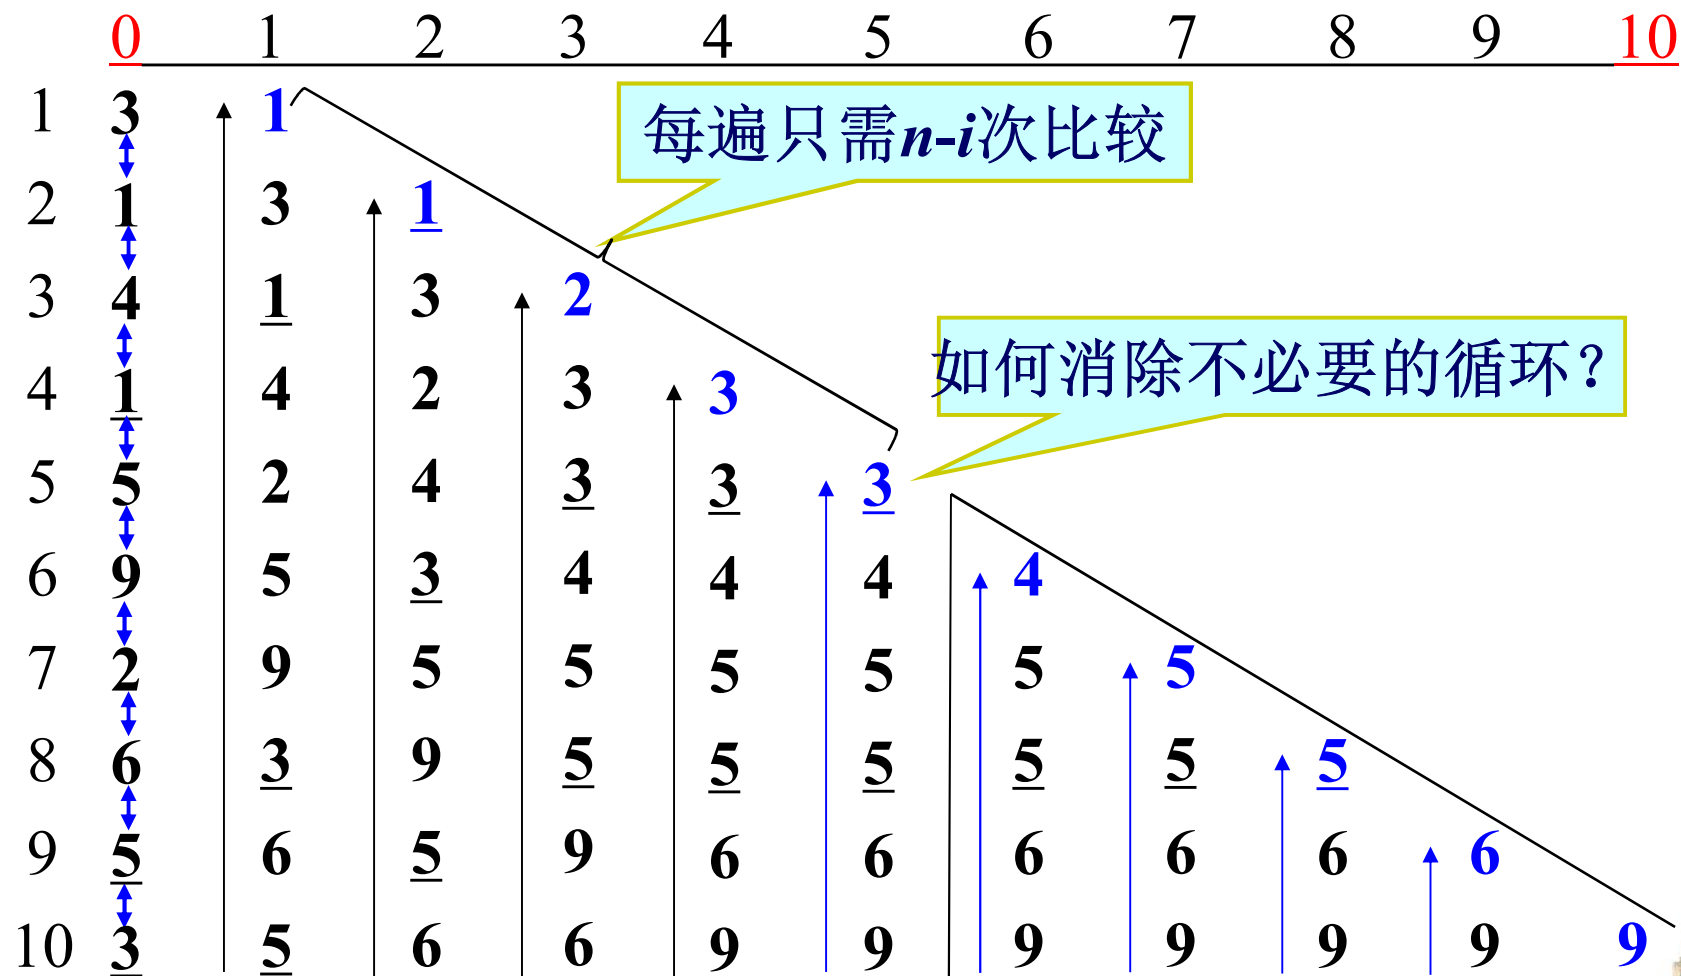 0 1 2 3 4 5 6 7 8 9 10
1 3 1
每遍只需n-i次比较
2 1 3 1
3 4 1 3 2
如何消除不必要的循环？
4 1 4 2 3 3
5 5 2 4 3 3 3
6 9 5 3 4 4 4 4
7 2 9 5 5 5 5 5 5
8 6 3 9 5 5 5 5 5 5
9 5 6 5 9 6 6 6 6 6 6
10 3 5 6 6 9 9 9 9 9 9 9